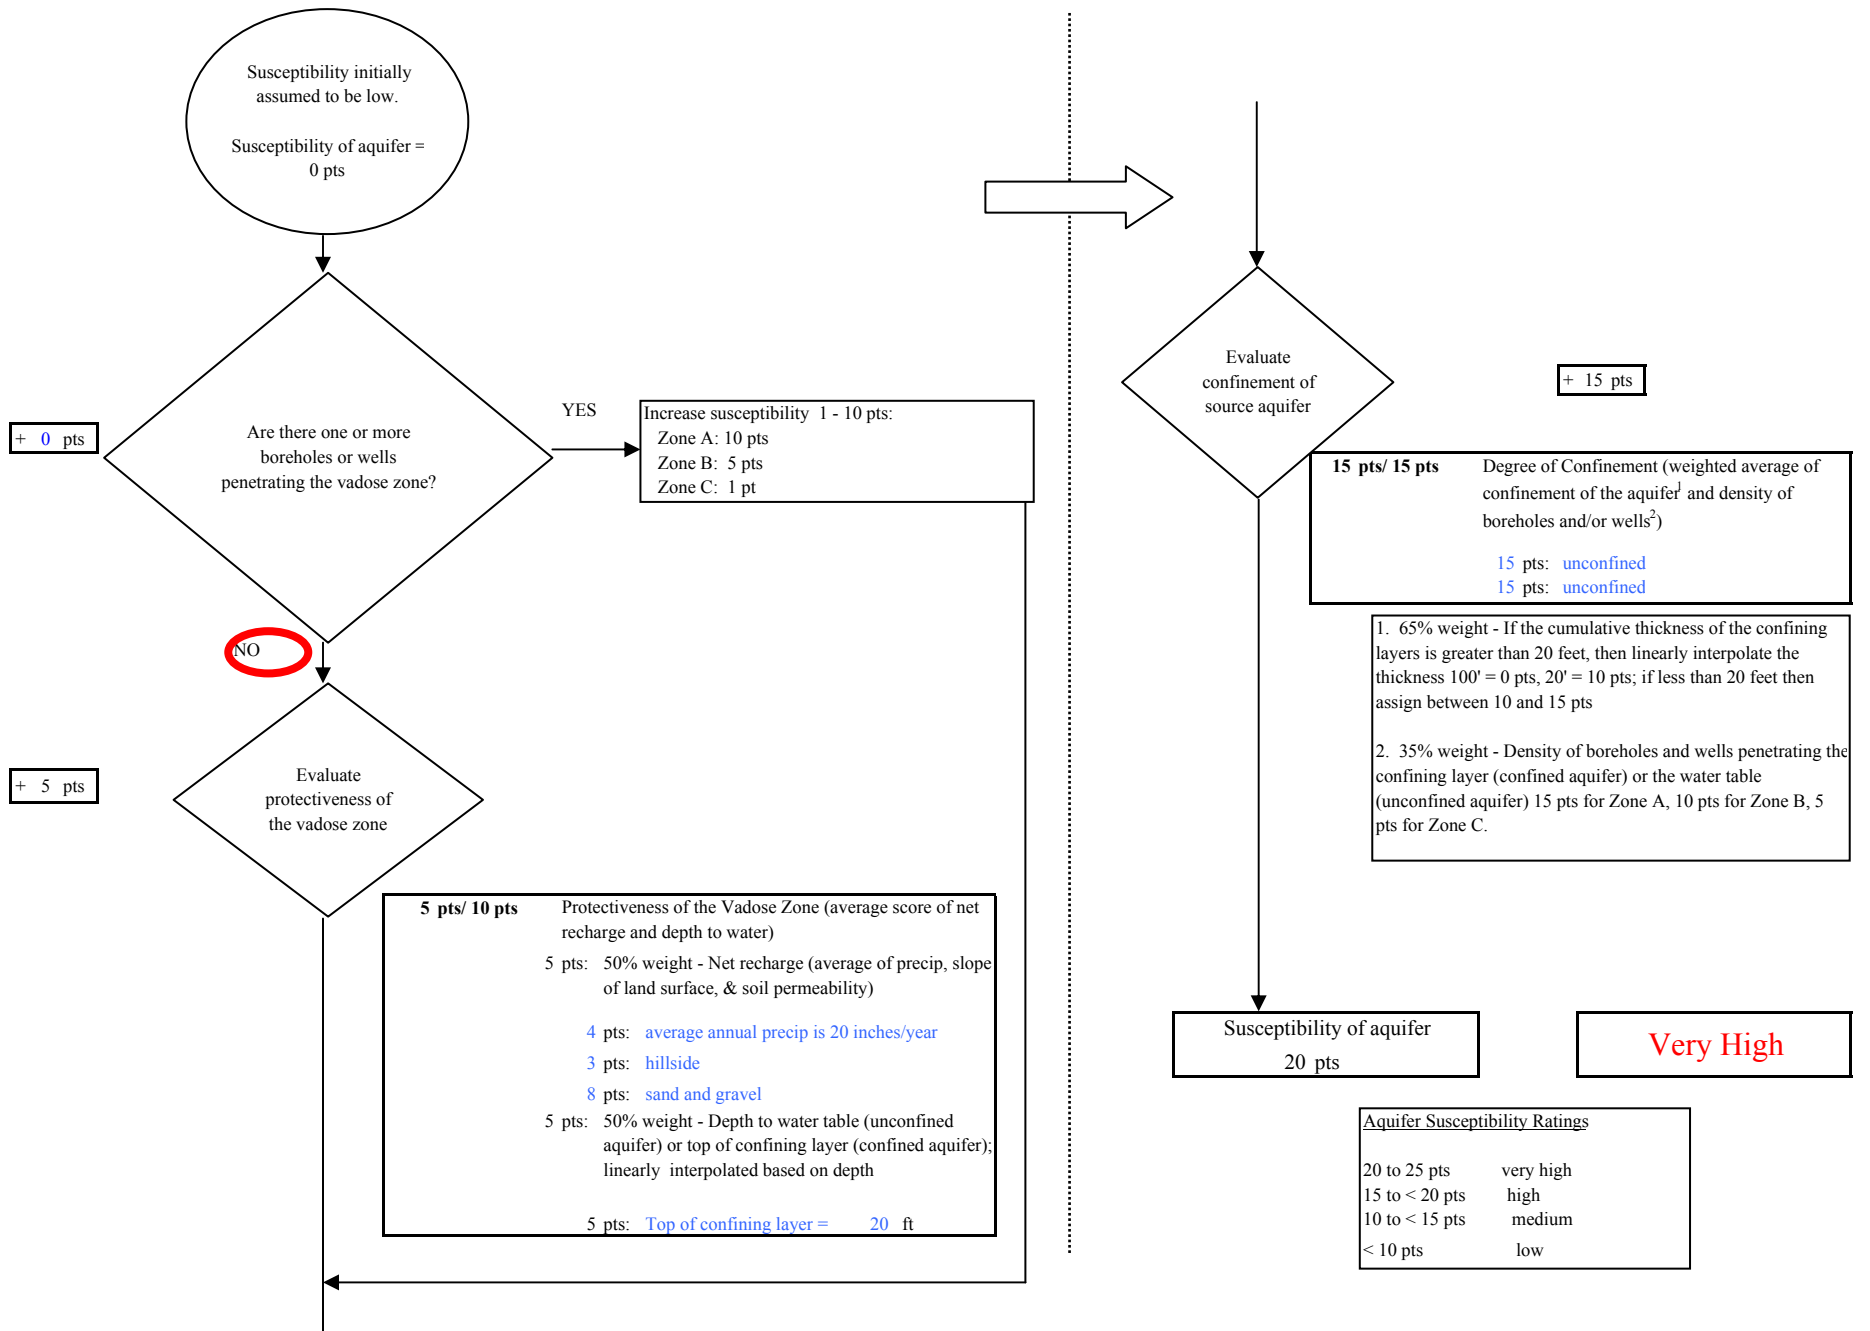 Susceptibility initially
assumed to be low.
Susceptibility of aquifer =
0 pts
Are there one or more
boreholes or wells
penetrating the vadose zone?
+ 0 pts
YES
Increase susceptibility 1 - 10 pts:
Zone A: 10 pts
Zone B: 5 pts
Zone C: 1 pt
NO
Evaluate
protectiveness of
the vadose zone
+ 5 pts
5 pts/ 10 pts Protectiveness of the Vadose Zone (average score of net
recharge and depth to water)
5 pts: 50% weight - Net recharge (average of precip, slope
of land surface, & soil permeability)
4 pts: average annual precip is 20 inches/year
3 pts: hillside
8 pts: sand and gravel
5 pts: 50% weight - Depth to water table (unconfined
aquifer) or top of confining layer (confined aquifer);
linearly interpolated based on depth
5 pts: Top of confining layer = 20 ft
Evaluate
confinement of
source aquifer
+ 15 pts
15 pts/ 15 pts Degree of Confinement (weighted average of
confinement of the aquifer1 and density of
boreholes and/or wells2)
15 pts: unconfined
15 pts: unconfined
1. 65% weight - If the cumulative thickness of the confining
layers is greater than 20 feet, then linearly interpolate the
thickness 100' = 0 pts, 20' = 10 pts; if less than 20 feet then
assign between 10 and 15 pts
2. 35% weight - Density of boreholes and wells penetrating the
confining layer (confined aquifer) or the water table
(unconfined aquifer) 15 pts for Zone A, 10 pts for Zone B, 5
pts for Zone C.
Susceptibility of aquifer
20 pts
Very High
Aquifer Susceptibility Ratings
20 to 25 pts very high
15 to < 20 pts high
10 to < 15 pts medium
< 10 pts low